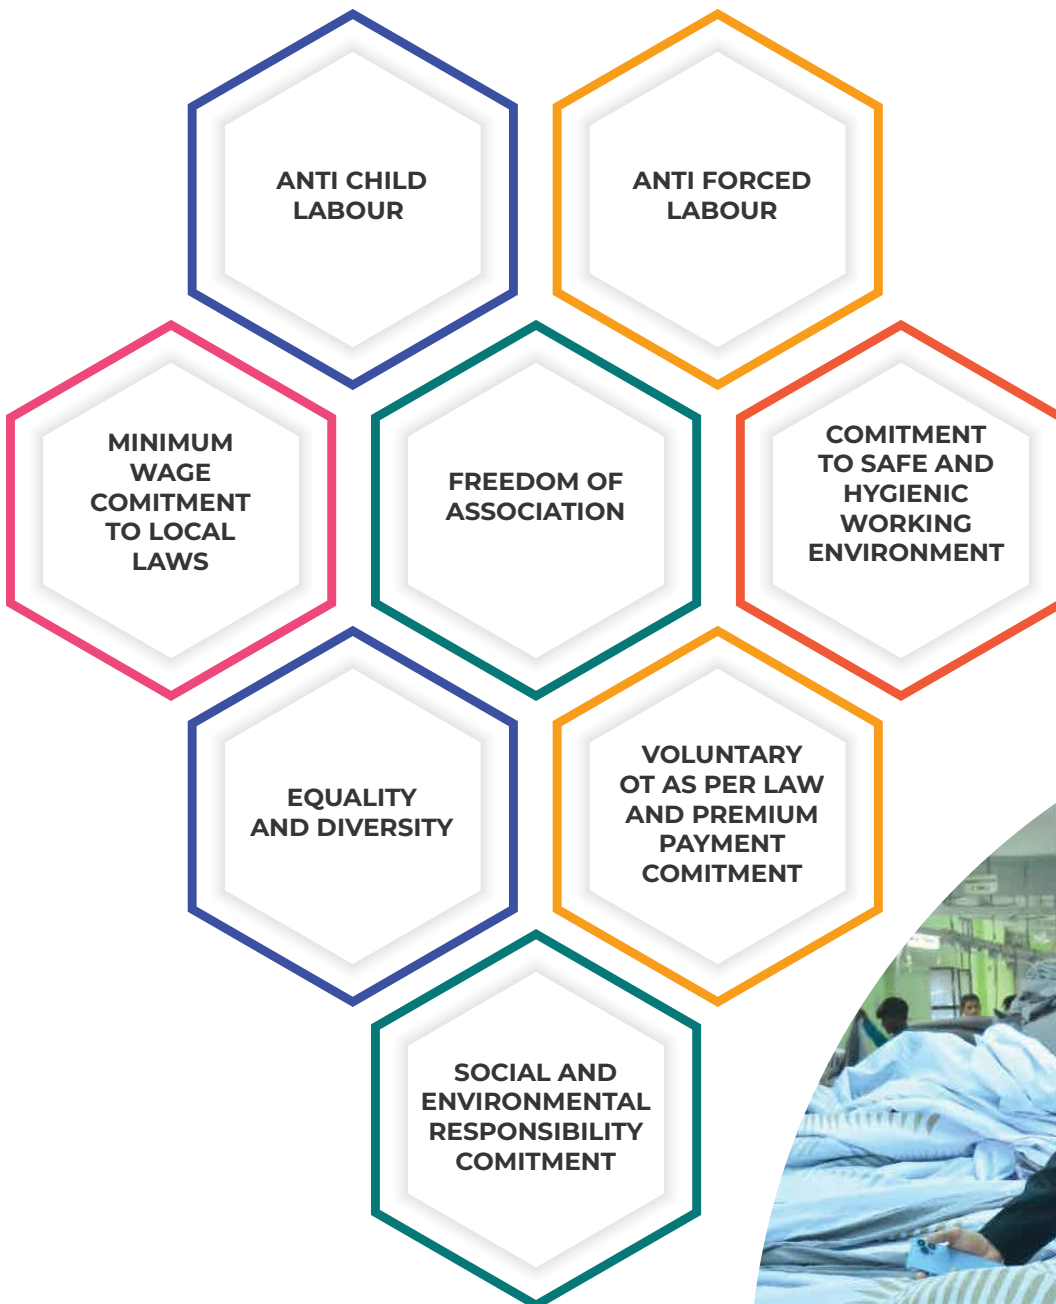 ANTI CHILD
LABOUR
ANTI FORCED
LABOUR
MINIMUM
WAGE
COMITMENT
TO LOCAL
LAWS
FREEDOM OF
ASSOCIATION
COMITMENT
TO SAFE AND
HYGIENIC
WORKING
ENVIRONMENT
EQUALITY
AND DIVERSITY
VOLUNTARY
OT AS PER LAW
AND PREMIUM
PAYMENT
COMITMENT
SOCIAL AND
ENVIRONMENTAL
RESPONSIBILITY
COMITMENT